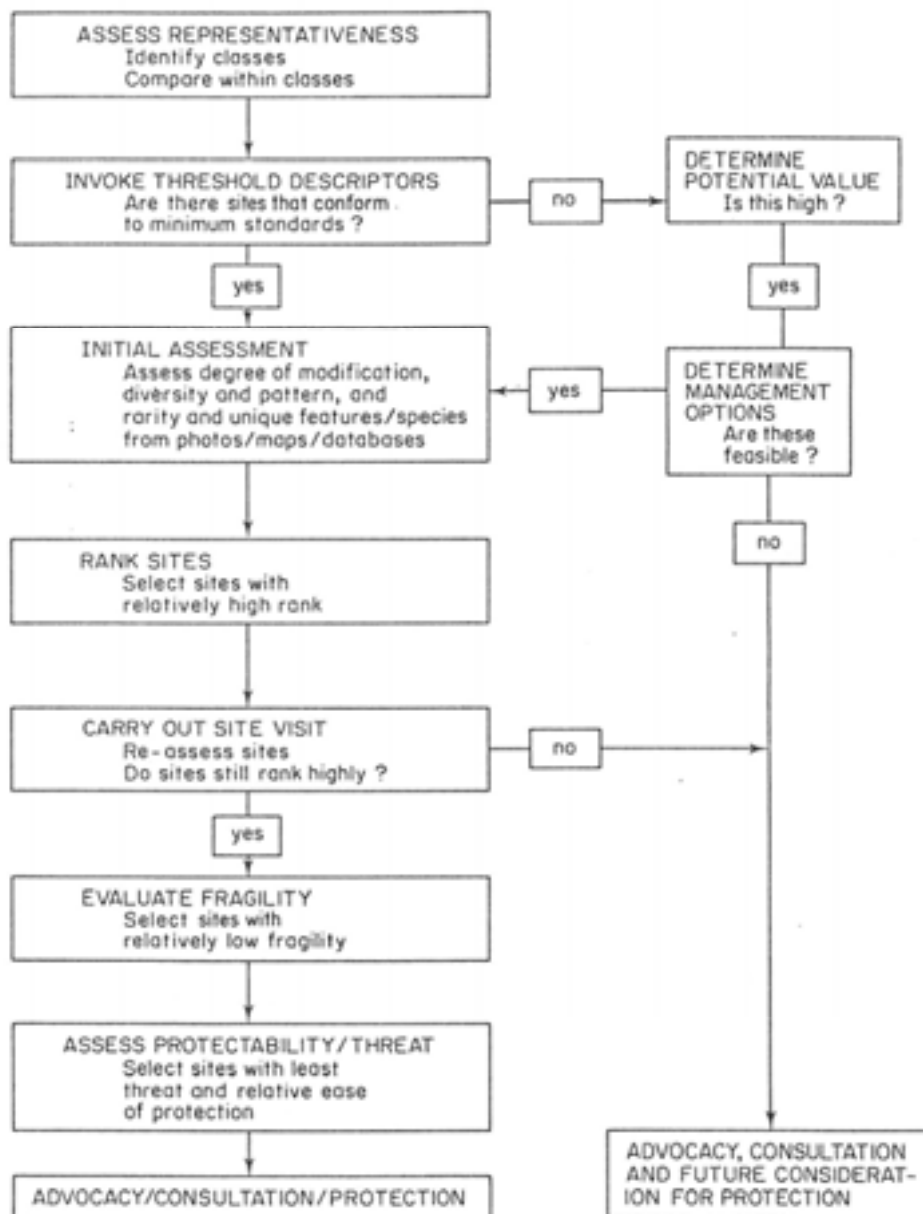 ASSESS REPRESENTATIVENESS
Identify classes
Compare within classes
INVOKE THRESHOLD DESCRIPTORS
Are there sites that conform
to minimum standards ?
no
DETERMINE
POTENTIAL VALUE
Is this high ?
yes
yes
INITIAL ASSESSMENT
Assess degree of modification,
diversity and pattern, and
rarity and unique features/species
from photos/maps/databases
yes
DETERMINE
MANAGEMENT
OPTIONS
Are these
feasible ?
no
RANK SITES
Select sites with
relatively high rank
CARRY OUT SITE VISIT
Re-assess sites
Do sites still rank highly ?
no
yes
EVALUATE FRAGILITY
Select sites with
relatively low fragility
ASSESS PROTECTABILITY/THREAT
Select sites with least
threat and relative ease
of protection
ADVOCACY/CONSULTATION/PROTECTION
ADVOCACY, CONSULTATION
AND FUTURE CONSIDERAT-
ION FOR PROTECTION